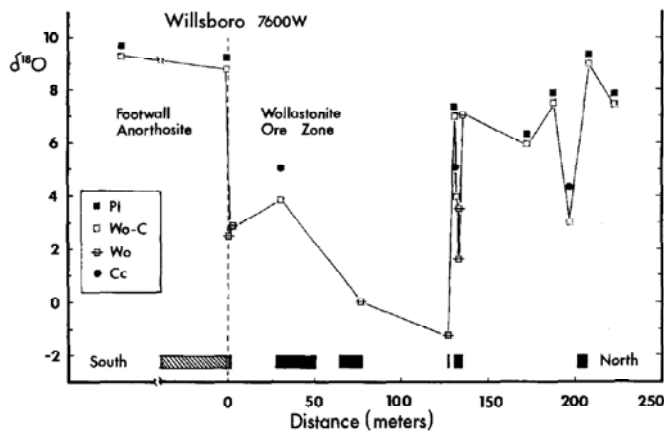 Willsboro 7600W
δ¹⁸O
10
8
6
4
2
0
-2
Footwall
Anorthosite
Wollastonite
Ore Zone
Pl
Wo-C
Wo
Cc
South
North
0
50
100
150
200
250
Distance (meters)